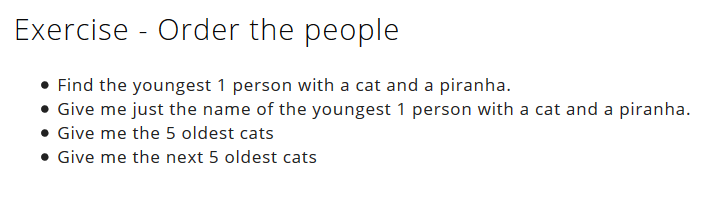 Exercise - Order the people
• Find the youngest 1 person with a cat and a piranha.
• Give me just the name of the youngest 1 person with a cat and a piranha.
• Give me the 5 oldest cats
• Give me the next 5 oldest cats